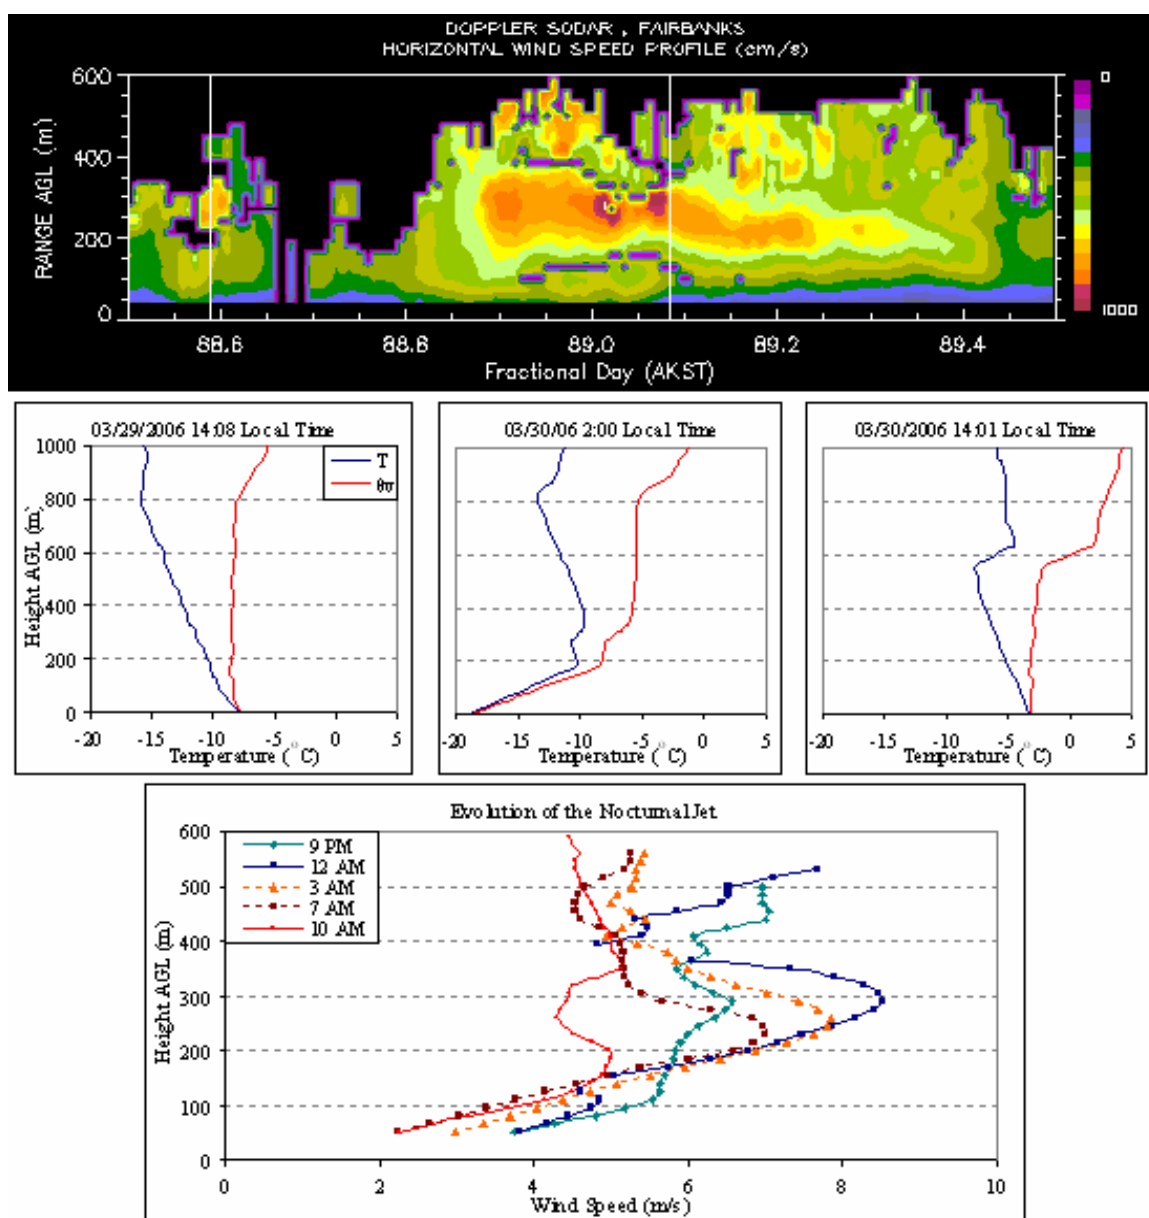 DOPPLER SODAR , FAIRBANKS
HORIZONTAL WIND SPEED PROFILE (cm/s)
RANGE AGL (m)
600
400
200
0
88.6
88.8
89.0
89.2
89.4
Fractional Day (AKST)
0
1000
03/29/2006 14:08 Local Time
T
θv
Height AGL (m)
1000
800
600
400
200
0
-20
-15
-10
-5
0
5
Temperature (°C)
03/30/06 2:00 Local Time
-20
-15
-10
-5
0
5
Temperature (°C)
03/30/2006 14:01 Local Time
-20
-15
-10
-5
0
5
Temperature (°C)
Evolution of the Nocturnal Jet
9 PM
12 AM
3 AM
7 AM
10 AM
Height AGL (m)
600
500
400
300
200
100
0
0
2
4
6
8
10
Wind Speed (m/s)